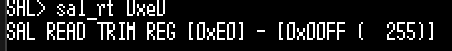 SAL> sal_rt 0xe0
SAL READ TRIM REG [0xE0] - [0x00FF (  255)]